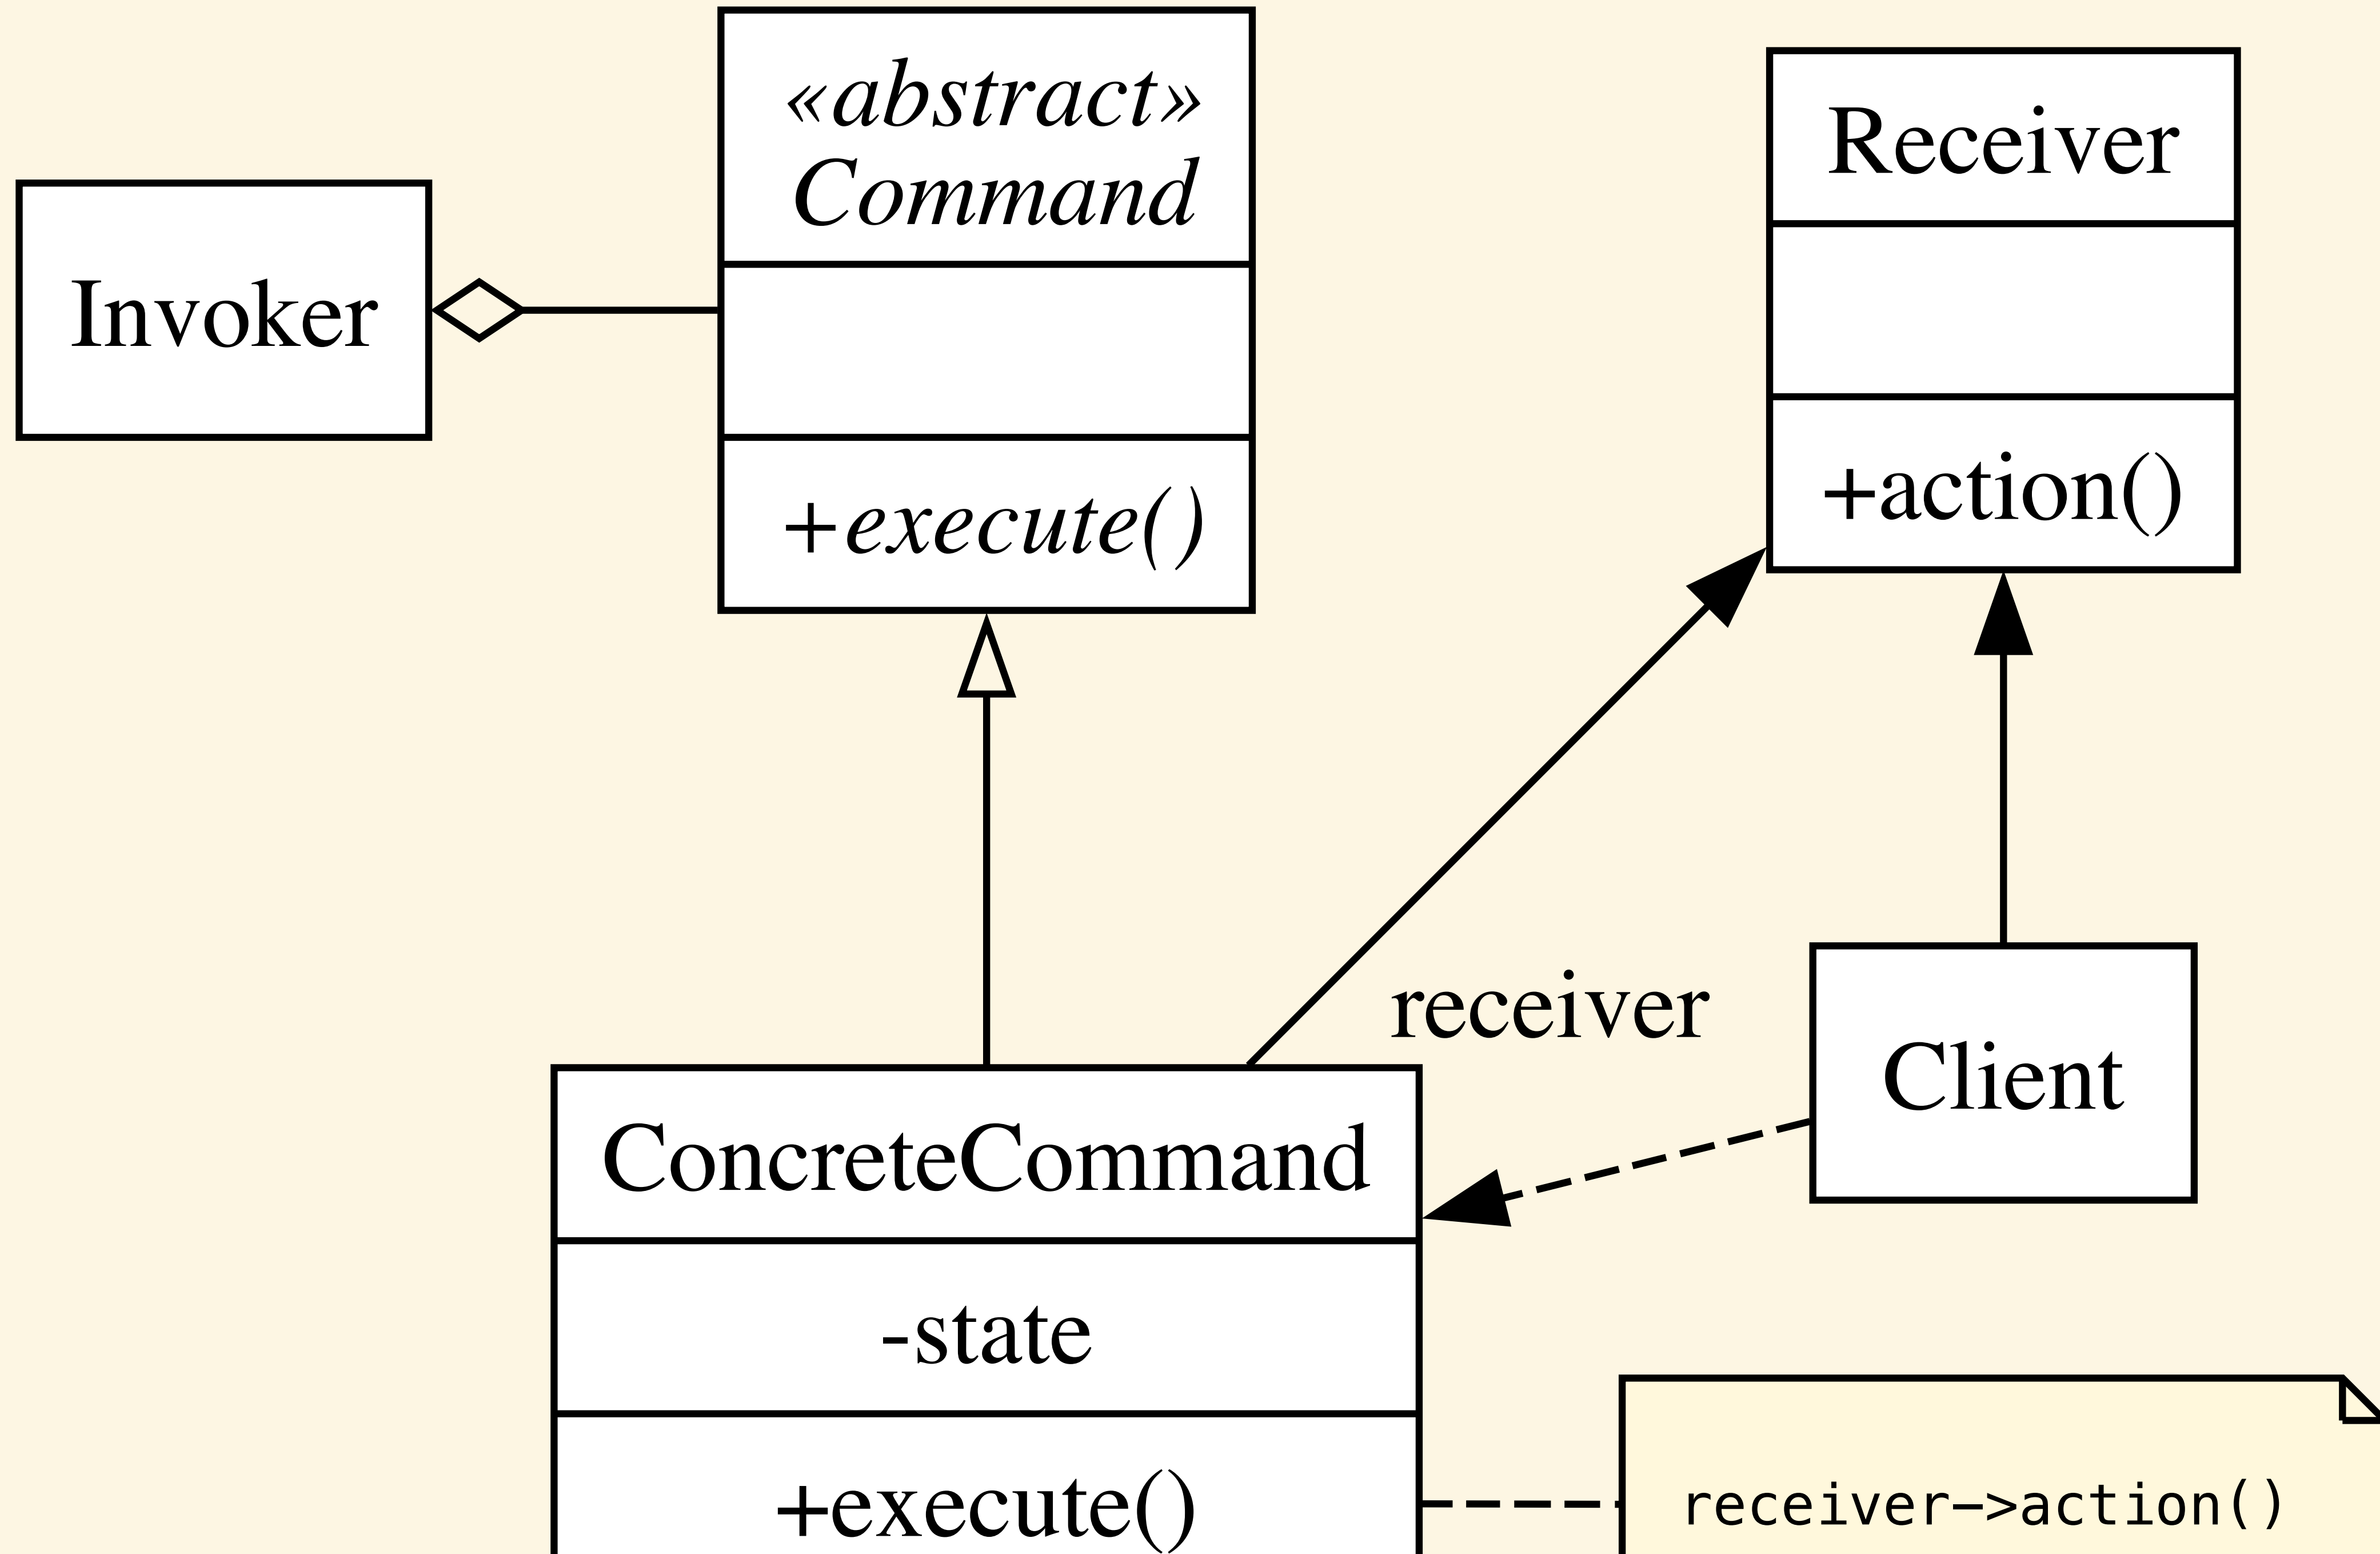 «abstract»
Command
+execute()
Receiver
+action()
Invoker
receiver
Client
ConcreteCommand
-state
+execute()
receiver->action()